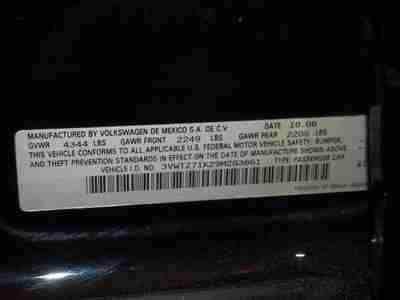 MANUFACTURED BY VOLKSWAGEN DE MEXICO S.A. DE C.V. DATE 10.08
GVWR 4344 LBS GAWR FRONT 2249 LBS GAWR REAR 2205 LBS
THIS VEHICLE CONFORMS TO ALL APPLICABLE U.S. FEDERAL MOTOR VEHICLE SAFETY, BUMPER,
AND THEFT PREVENTION STANDARDS IN EFFECT ON THE DATE OF MANUFACTURE
VEHICLE I.D. NO. 3VWTZ71K29M283661 TYPE: PASSENGER CAR